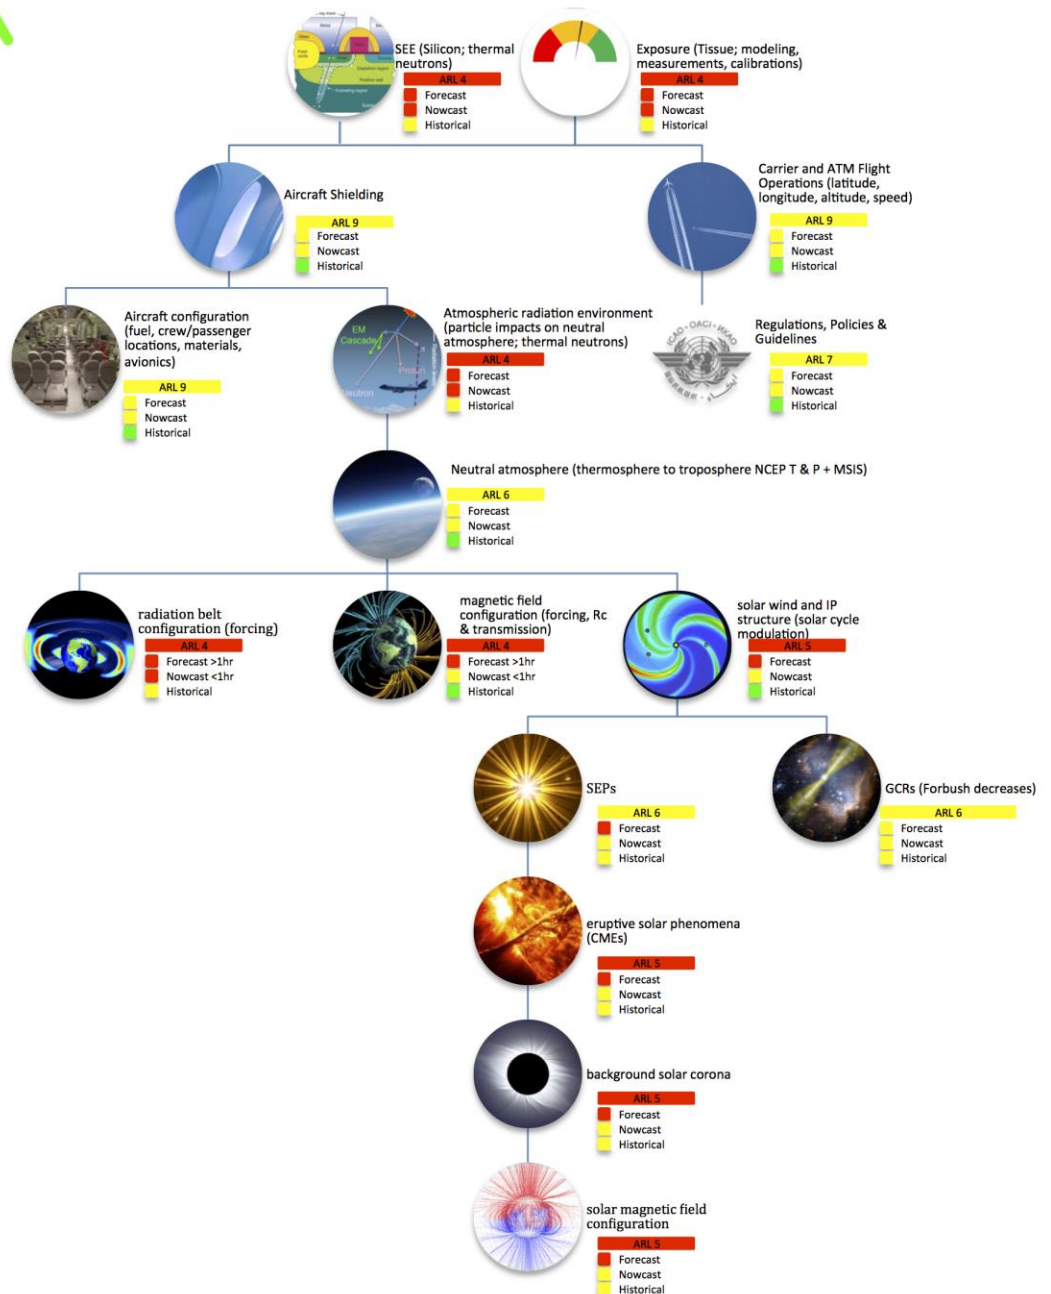 SEE (Silicon; thermal
neutrons)
ARL 4
Forecast
Nowcast
Historical
Exposure (Tissue; modeling,
measurements, calibrations)
ARL 4
Forecast
Nowcast
Historical
Aircraft Shielding
ARL 9
Forecast
Nowcast
Historical
Carrier and ATM Flight
Operations (latitude,
longitude, altitude, speed)
ARL 9
Forecast
Nowcast
Historical
Aircraft configuration
(fuel, crew/passenger
locations, materials,
avionics)
ARL 9
Forecast
Nowcast
Historical
EM
Cascade
Proton
Neutron
Atmospheric radiation environment
(particle impacts on neutral
atmosphere; thermal neutrons)
ARL 4
Forecast
Nowcast
Historical
ICAO · OACI · ИКАО
Regulations, Policies &
Guidelines
ARL 7
Forecast
Nowcast
Historical
Neutral atmosphere (thermosphere to troposphere NCEP T & P + MSIS)
ARL 6
Forecast
Nowcast
Historical
radiation belt
configuration (forcing)
ARL 4
Forecast >1hr
Nowcast <1hr
Historical
magnetic field
configuration (forcing, Rc
& transmission)
ARL 4
Forecast >1hr
Nowcast <1hr
Historical
solar wind and IP
structure (solar cycle
modulation)
ARL 5
Forecast
Nowcast
Historical
SEPs
ARL 6
Forecast
Nowcast
Historical
GCRs (Forbush decreases)
ARL 6
Forecast
Nowcast
Historical
eruptive solar phenomena
(CMEs)
ARL 5
Forecast
Nowcast
Historical
background solar corona
ARL 5
Forecast
Nowcast
Historical
solar magnetic field
configuration
ARL 5
Forecast
Nowcast
Historical